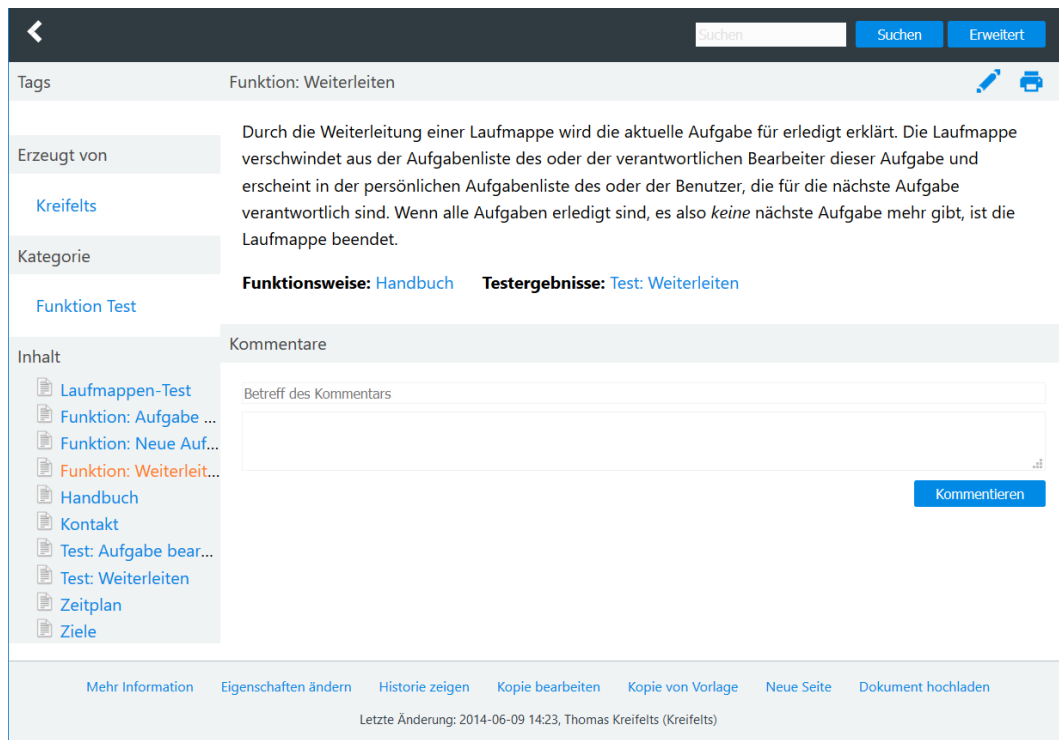 Suchen
Suchen
Erweitert
Tags
Funktion: Weiterleiten
Erzeugt von
Kreifelts
Kategorie
Funktion Test
Inhalt
Laufmappen-Test
Funktion: Aufgabe ...
Funktion: Neue Auf...
Funktion: Weiterleit...
Handbuch
Kontakt
Test: Aufgabe bear...
Test: Weiterleiten
Zeitplan
Ziele
Durch die Weiterleitung einer Laufmappe wird die aktuelle Aufgabe für erledigt erklärt. Die Laufmappe
verschwindet aus der Aufgabenliste des oder der verantwortlichen Bearbeiter dieser Aufgabe und
erscheint in der persönlichen Aufgabenliste des oder der Benutzer, die für die nächste Aufgabe
verantwortlich sind. Wenn alle Aufgaben erledigt sind, es also keine nächste Aufgabe mehr gibt, ist die
Laufmappe beendet.
Funktionsweise: Handbuch Testergebnisse: Test: Weiterleiten
Kommentare
Betreff des Kommentars
Kommentieren
Mehr Information Eigenschaften ändern Historie zeigen Kopie bearbeiten Kopie von Vorlage Neue Seite Dokument hochladen
Letzte Änderung: 2014-06-09 14:23, Thomas Kreifelts (Kreifelts)